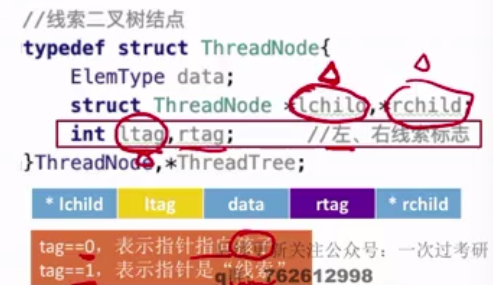 //线索二叉树结点
typedef struct ThreadNode{
ElemType data;
struct ThreadNode *lchild,*rchild;
int ltag,rtag; //左、右线索标志
}ThreadNode,*ThreadTree;
* lchild ltag data rtag * rchild
tag==0，表示指针指向孩子
更新关注公众号：一次过考研
tag==1，表示指针是“线索”
762612998